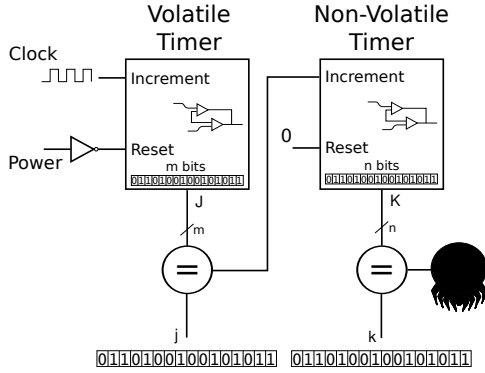 Volatile
Timer
Non-Volatile
Timer
Clock
Increment
Power
Reset
m bits
0110100100101011
J
m
=
j
0110100100101011
Increment
0
Reset
n bits
0110100100101011
K
n
=
k
0110100100101011